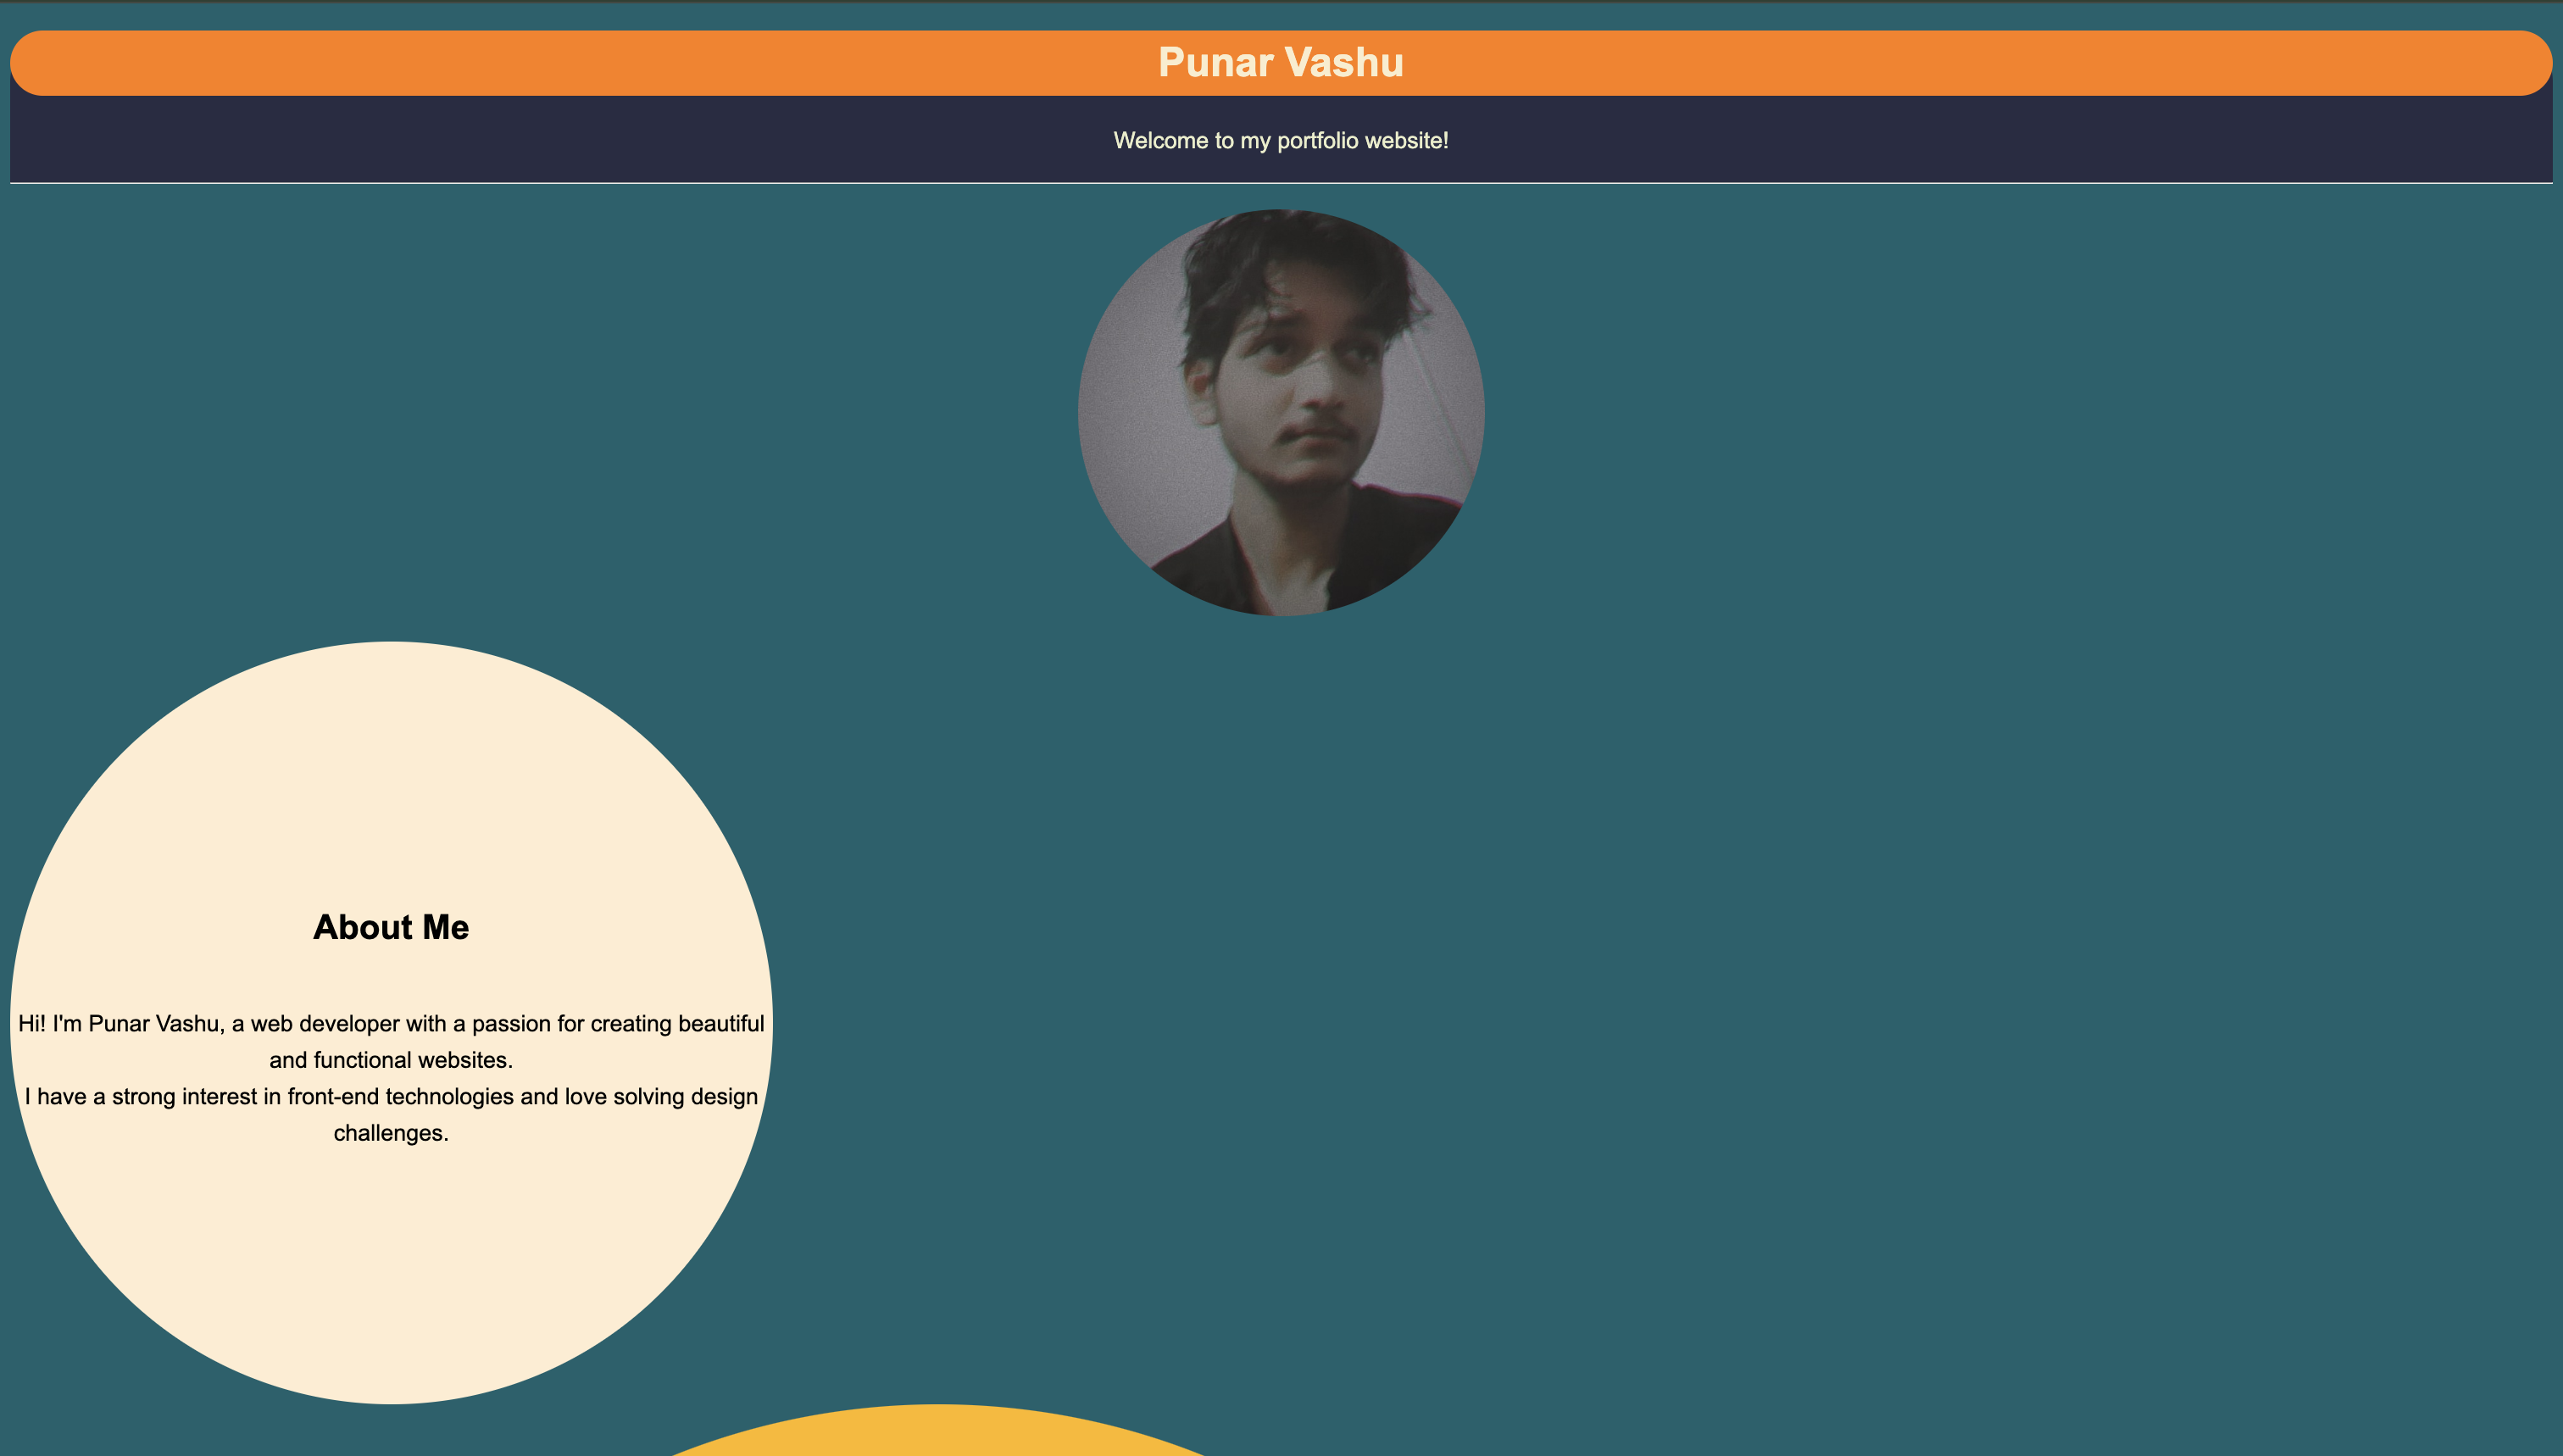 Punar Vashu
Welcome to my portfolio website!
About Me
Hi! I'm Punar Vashu, a web developer with a passion for creating beautiful
and functional websites.
I have a strong interest in front-end technologies and love solving design
challenges.